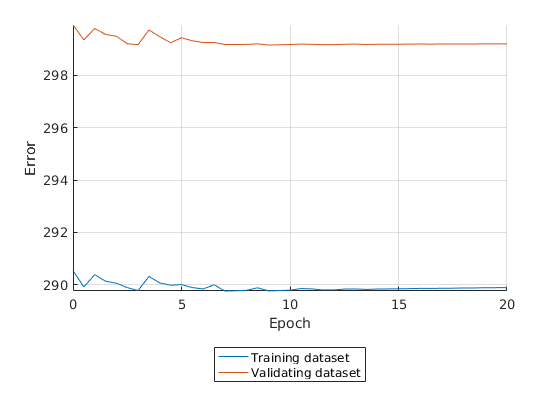 298
296
294
292
290
Error
0 5 10 15 20
Epoch
Training dataset
Validating dataset